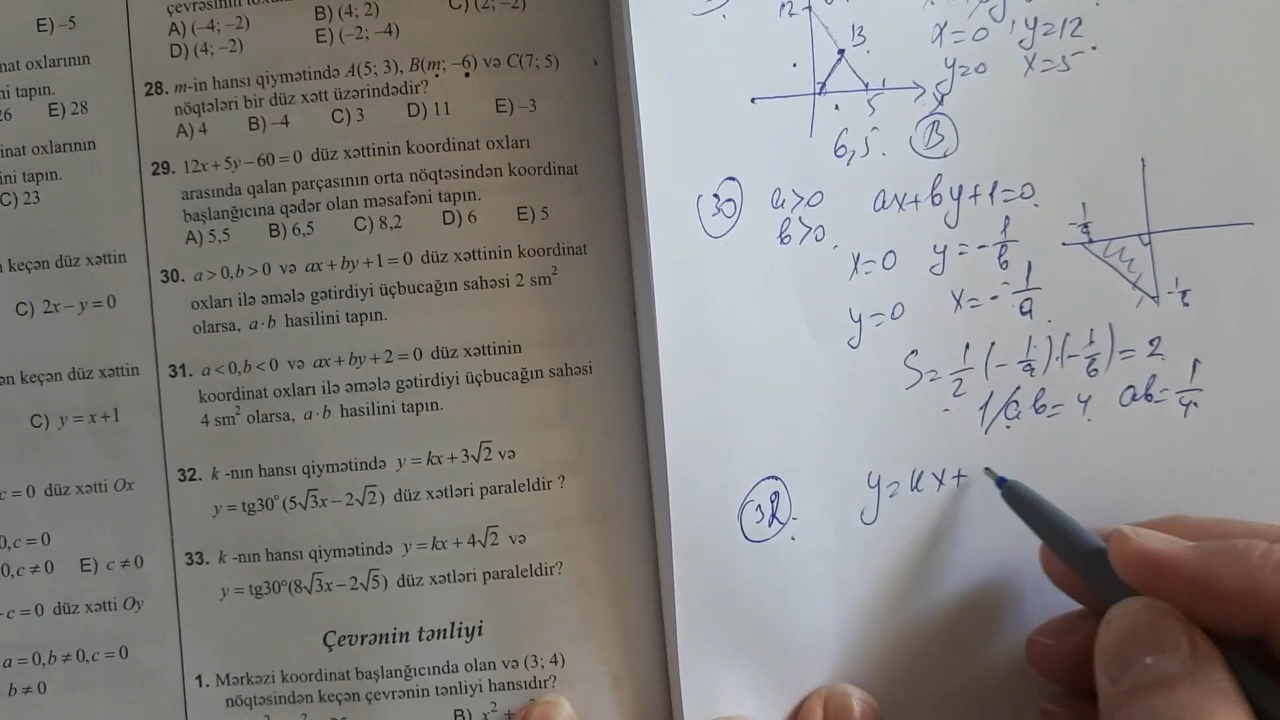 E) –5
nat oxlarının
ni tapın.
26 E) 28
inat oxlarının
ini tapın.
C) 23
keçən düz xəttin
C) 2x – y = 0
ən keçən düz xəttin
C) y = x + 1
c = 0 düz xətti Ox
0, c = 0
0, c ≠ 0 E) c ≠ 0
c = 0 düz xətti Oy
a = 0, b ≠ 0, c = 0
b ≠ 0
A) (–4; –2) B) (4; 2) C) (2; –2)
D) (4; –2) E) (–2; –4)
28. m-in hansı qiymətində A(5; 3), B(m; –6) və C(7; 5)
nöqtələri bir düz xətt üzərindədir?
A) 4 B) –4 C) 3 D) 11 E) –3
29. 12x + 5y – 60 = 0 düz xəttinin koordinat oxları
arasında qalan parçasının orta nöqtəsindən koordinat
başlanğıcına qədər olan məsafəni tapın.
A) 5,5 B) 6,5 C) 8,2 D) 6 E) 5
30. a > 0, b > 0 və ax + by + 1 = 0 düz xəttinin koordinat
oxları ilə əmələ gətirdiyi üçbucağın sahəsi 2 sm²
olarsa, a · b hasilini tapın.
31. a < 0, b < 0 və ax + by + 2 = 0 düz xəttinin
koordinat oxları ilə əmələ gətirdiyi üçbucağın sahəsi
4 sm² olarsa, a · b hasilini tapın.
32. k -nın hansı qiymətində y = kx + 3√2 və
y = tg30°(5√3x – 2√2) düz xətləri paraleldir ?
33. k -nın hansı qiymətində y = kx + 4√2 və
y = tg30°(8√3x – 2√5) düz xətləri paraleldir?
Çevrənin tənliyi
1. Mərkəzi koordinat başlanğıcında olan və (3; 4)
nöqtəsindən keçən çevrənin tənliyi hansıdır?
B) x² +
12
B
5
x=0 y=12
y=0 x=5
6,5. B
30 a>0 ax+by+1=0.
b>0.
x=0 y=-1/b
y=0 x=-1/a
-1/b
S=1/2(-1/a)·(-1/b)=2
1/ab=4 ab=1/4
32. y=kx+